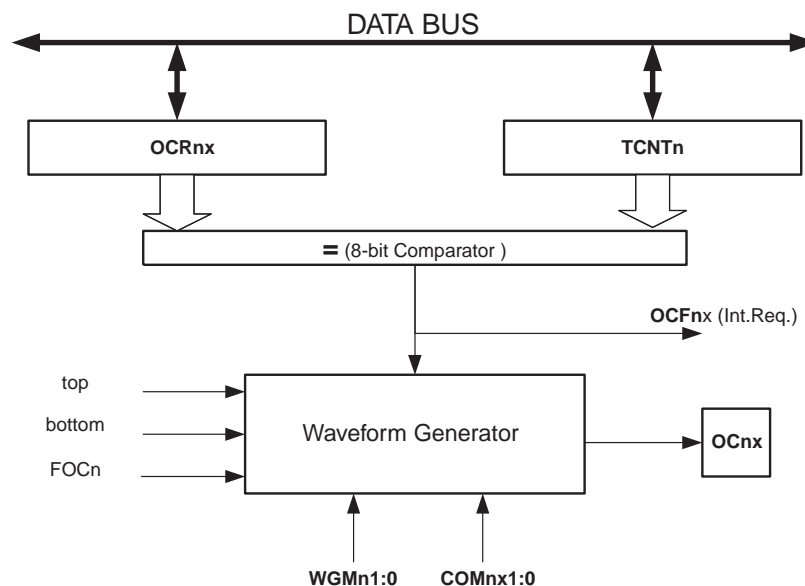 DATA BUS
OCRnx
TCNTn
= (8-bit Comparator )
OCFnx (Int.Req.)
top
bottom
FOCn
Waveform Generator
OCnx
WGMn1:0
COMnx1:0